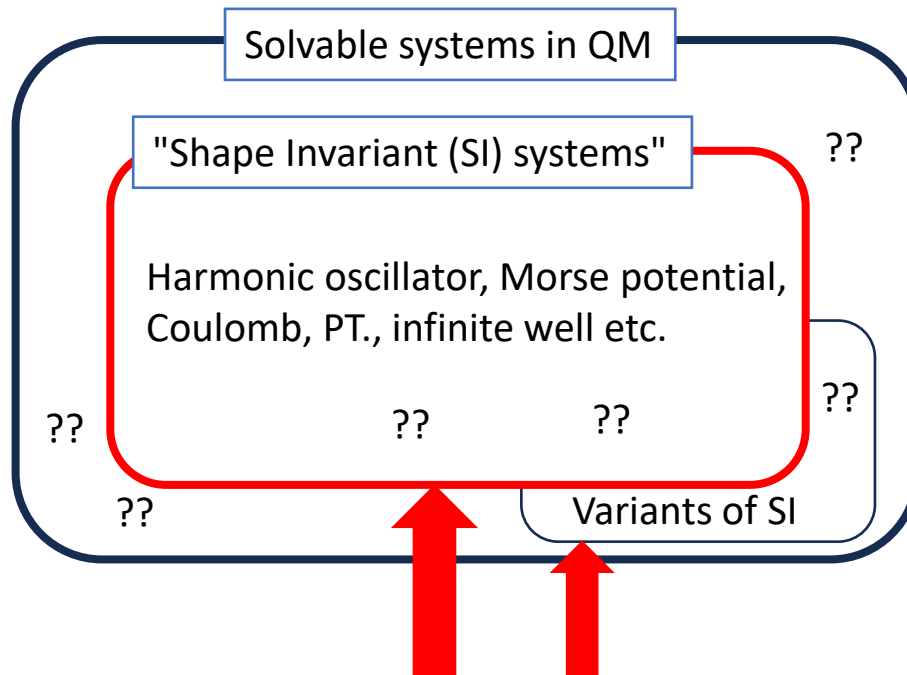 Solvable systems in QM
"Shape Invariant (SI) systems"
??
Harmonic oscillator, Morse potential,
Coulomb, PT., infinite well etc.
??
??
??
??
??
Variants of SI